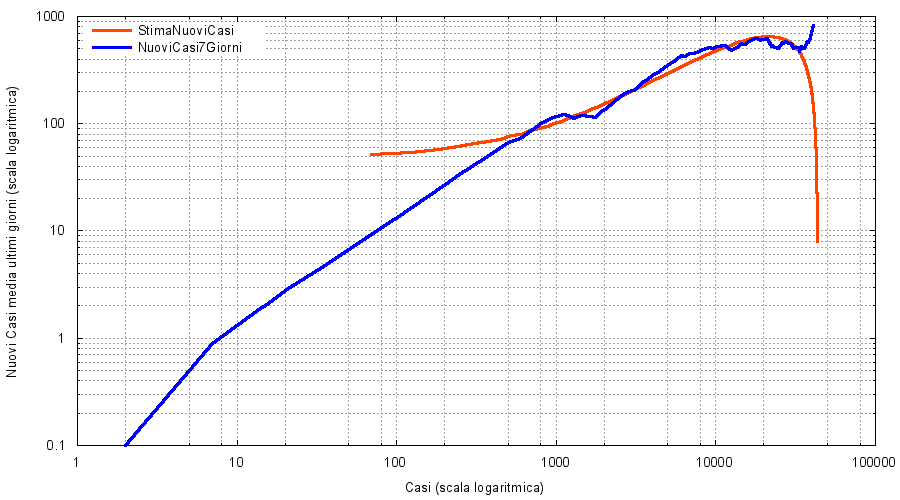 1000
StimaNuoviCasi
NuoviCasi7Giorni
100
10
1
0.1
Nuovi Casi media ultimi giorni (scala logaritmica)
1
10
100
1000
10000
100000
Casi (scala logaritmica)